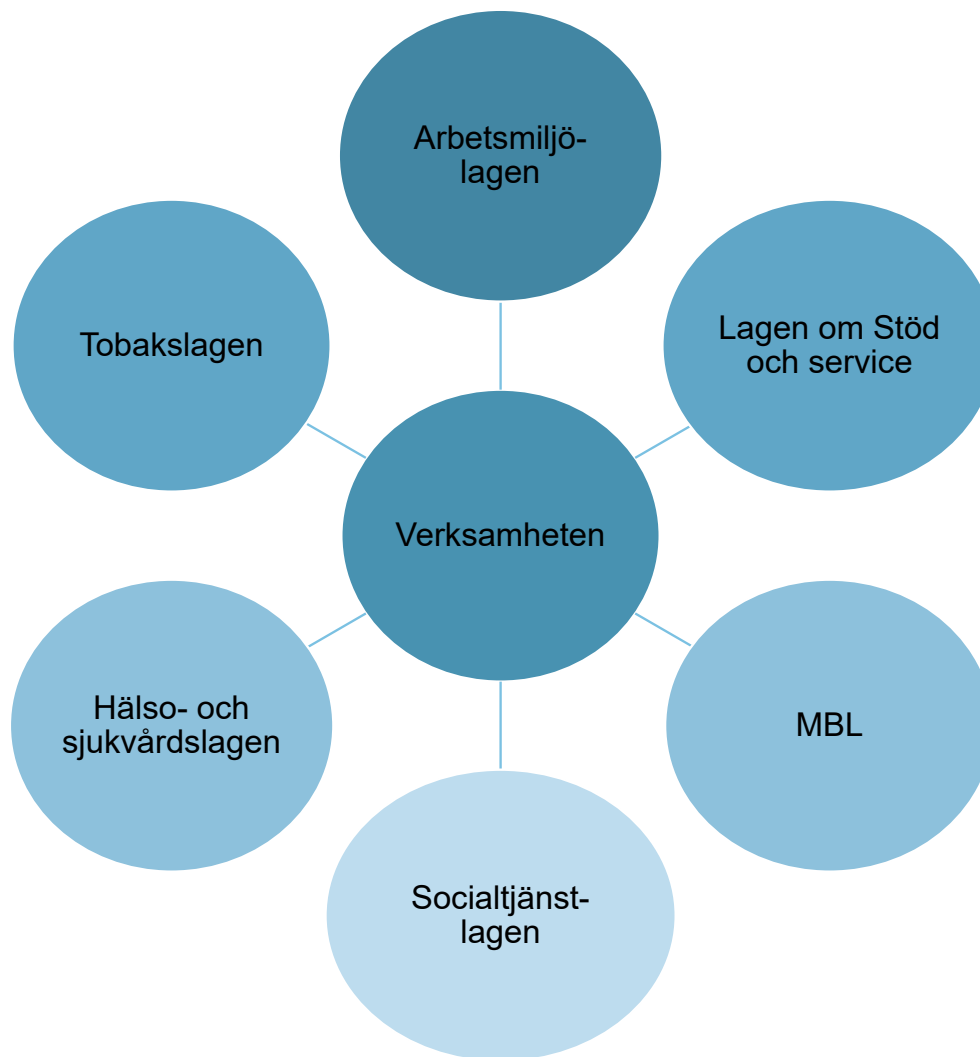 Arbetsmiljö-
lagen
Tobakslagen
Lagen om Stöd
och service
Verksamheten
Hälso- och
sjukvårdslagen
MBL
Socialtjänst-
lagen